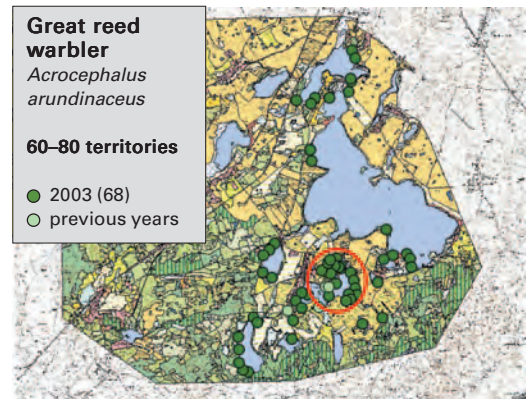 Great reed
warbler
Acrocephalus
arundinaceus
60–80 territories
2003 (68)
previous years